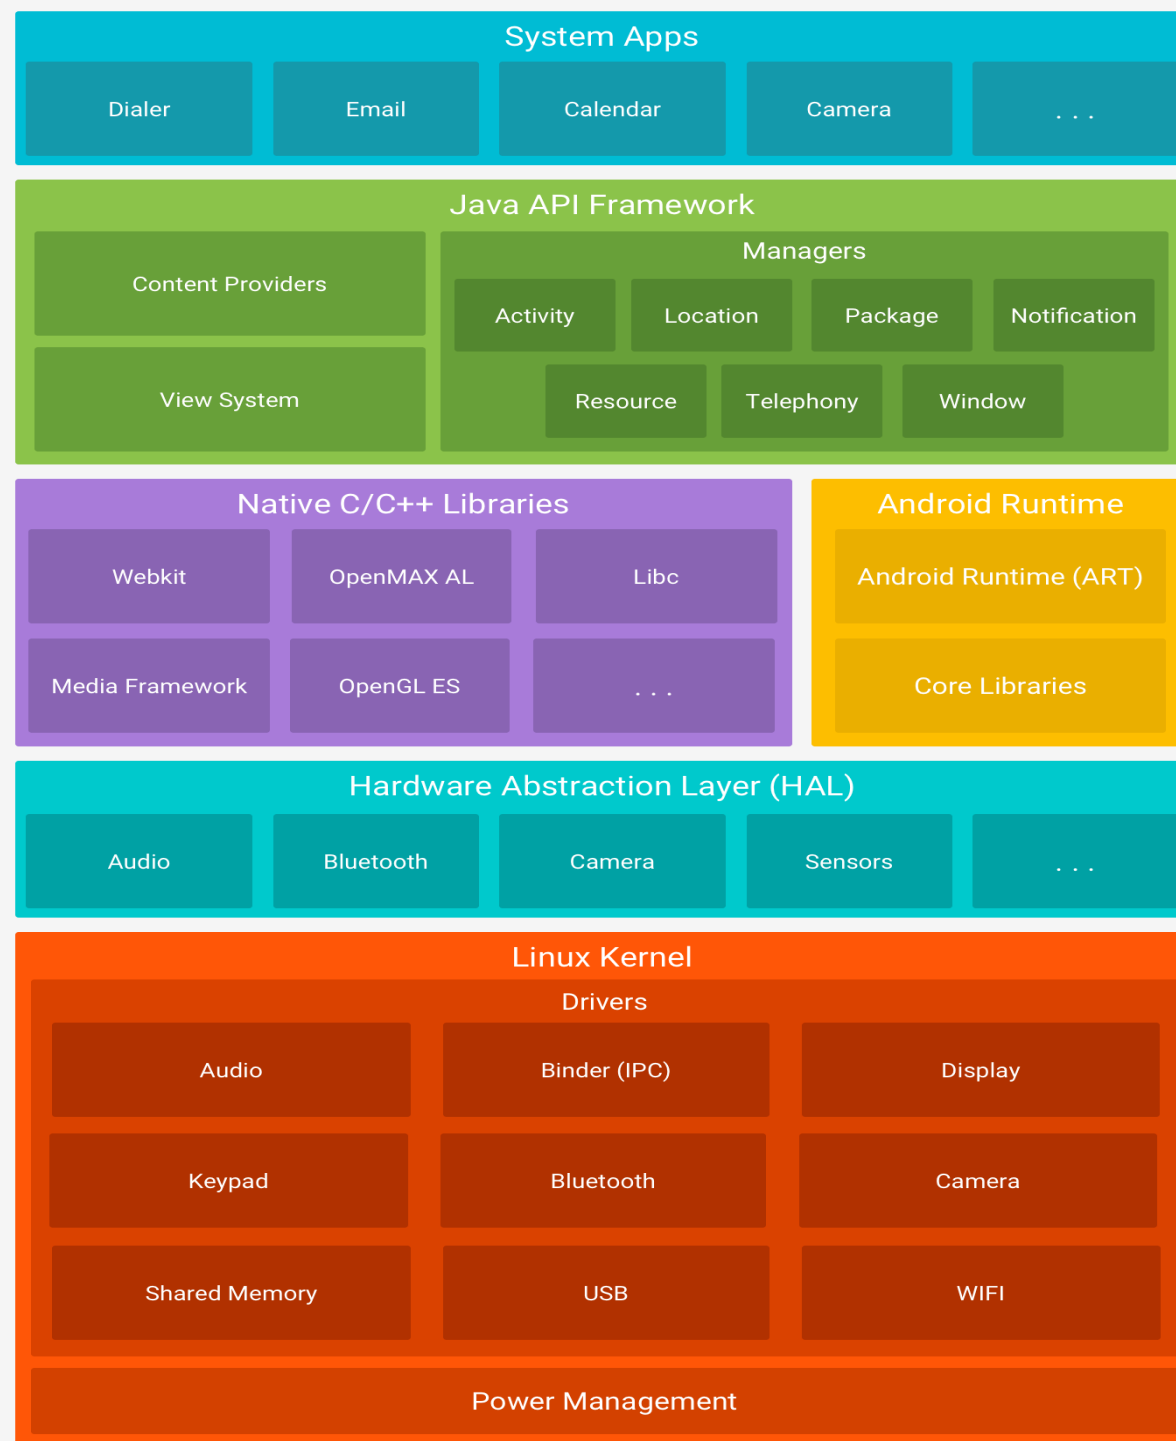 System Apps
Dialer
Email
Calendar
Camera
. . .
Java API Framework
Content Providers
View System
Managers
Activity
Location
Package
Notification
Resource
Telephony
Window
Native C/C++ Libraries
Webkit
OpenMAX AL
Libc
Media Framework
OpenGL ES
. . .
Android Runtime
Android Runtime (ART)
Core Libraries
Hardware Abstraction Layer (HAL)
Audio
Bluetooth
Camera
Sensors
. . .
Linux Kernel
Drivers
Audio
Binder (IPC)
Display
Keypad
Bluetooth
Camera
Shared Memory
USB
WIFI
Power Management